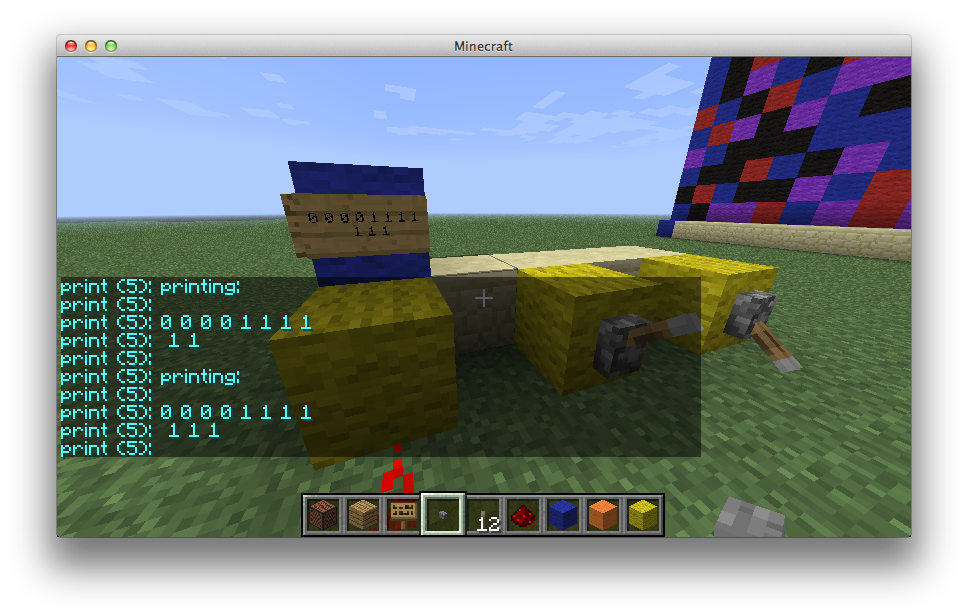 Minecraft
0 0 0 0 1 1 1 1
1 1 1
print (5): printing:
print (5):
print (5): 0 0 0 0 1 1 1 1
print (5):  1 1
print (5):
print (5): printing:
print (5):
print (5): 0 0 0 0 1 1 1 1
print (5):  1 1 1
print (5):
12